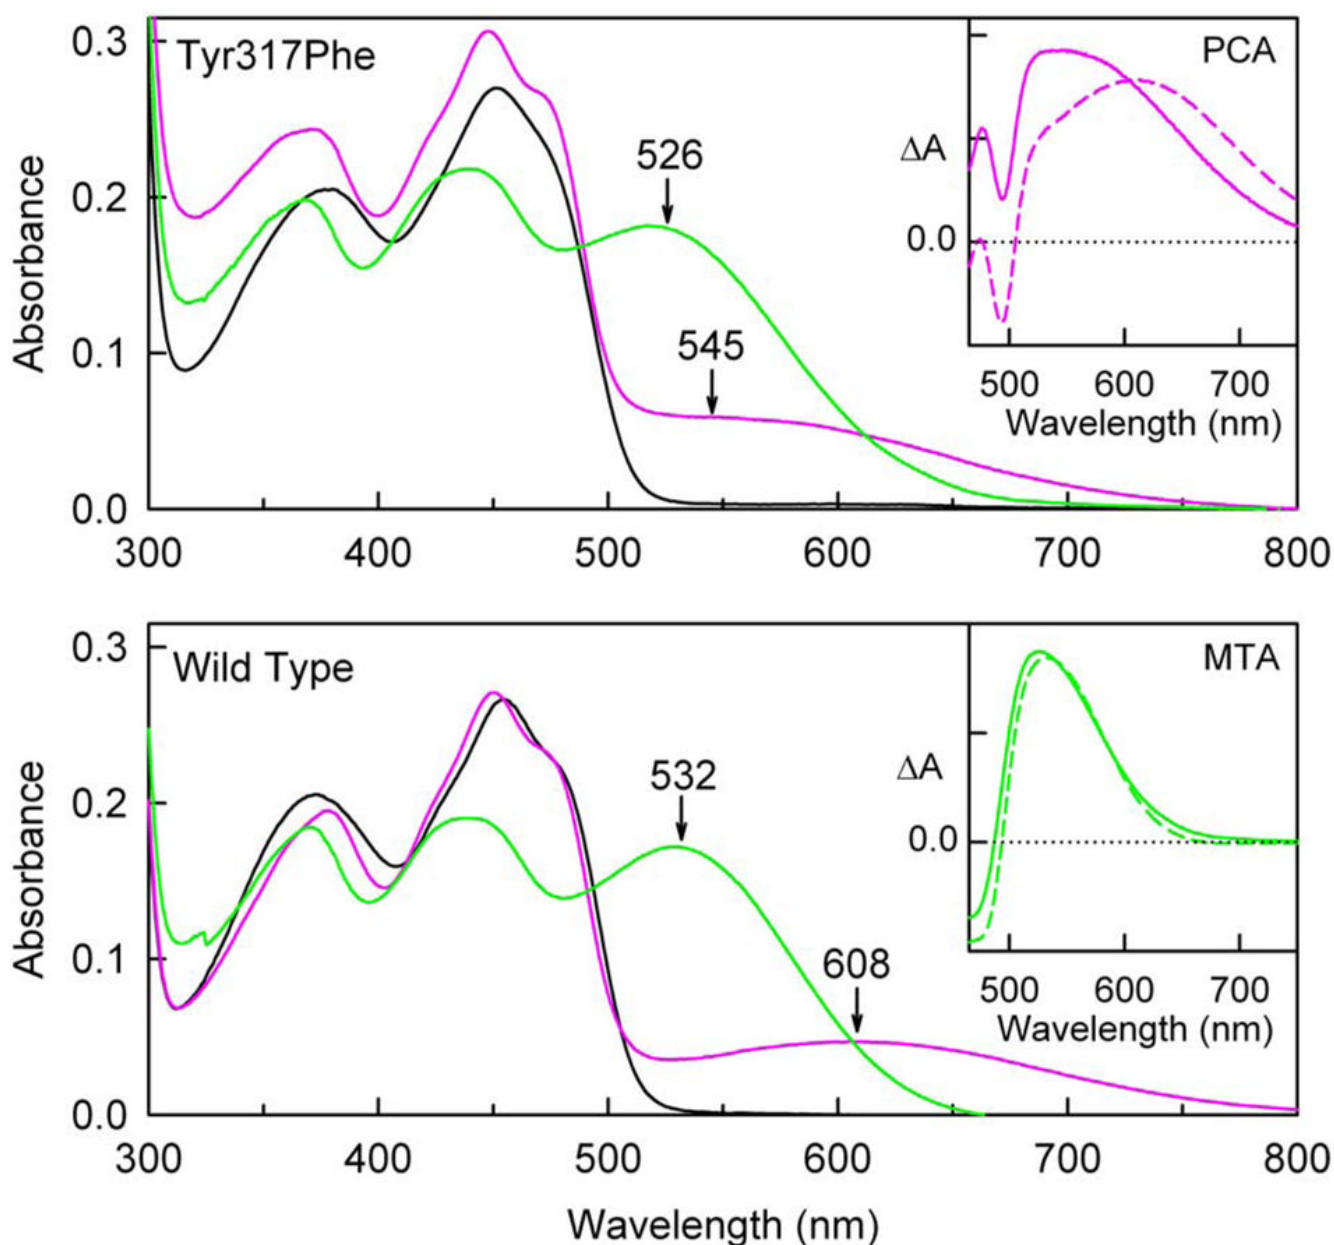 Tyr317Phe
PCA
0.3
0.2
0.1
0.0
Absorbance
526
545
ΔA
0.0
500 600 700
Wavelength (nm)
300 400 500 600 700 800
Wild Type
MTA
0.3
0.2
0.1
0.0
Absorbance
532
608
ΔA
0.0
500 600 700
Wavelength (nm)
300 400 500 600 700 800
Wavelength (nm)